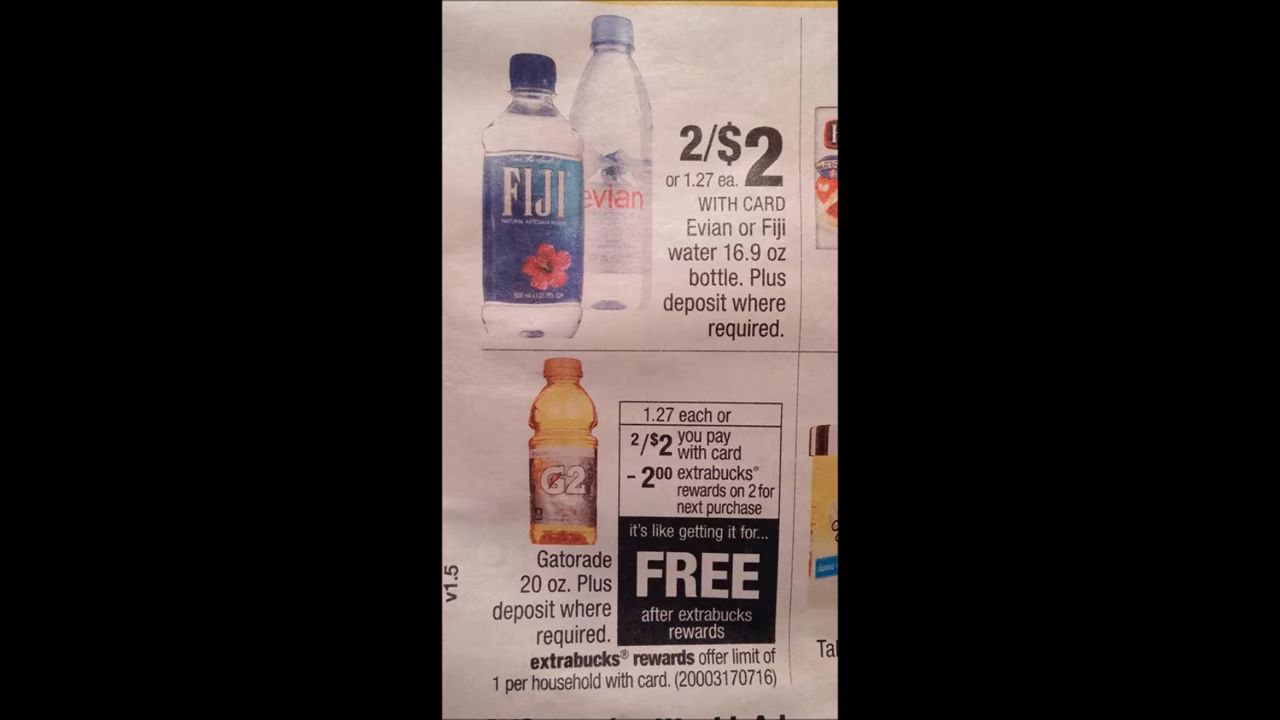 FIJI
evian
2/$2
or 1.27 ea.
WITH CARD
Evian or Fiji
water 16.9 oz
bottle. Plus
deposit where
required.
G2
1.27 each or
2/$2 you pay
with card
- 2.00 extrabucks®
rewards on 2 for
next purchase
it's like getting it for...
FREE
after extrabucks
rewards
Gatorade
20 oz. Plus
deposit where
required.
extrabucks® rewards offer limit of
1 per household with card. (20003170716)
v1.5